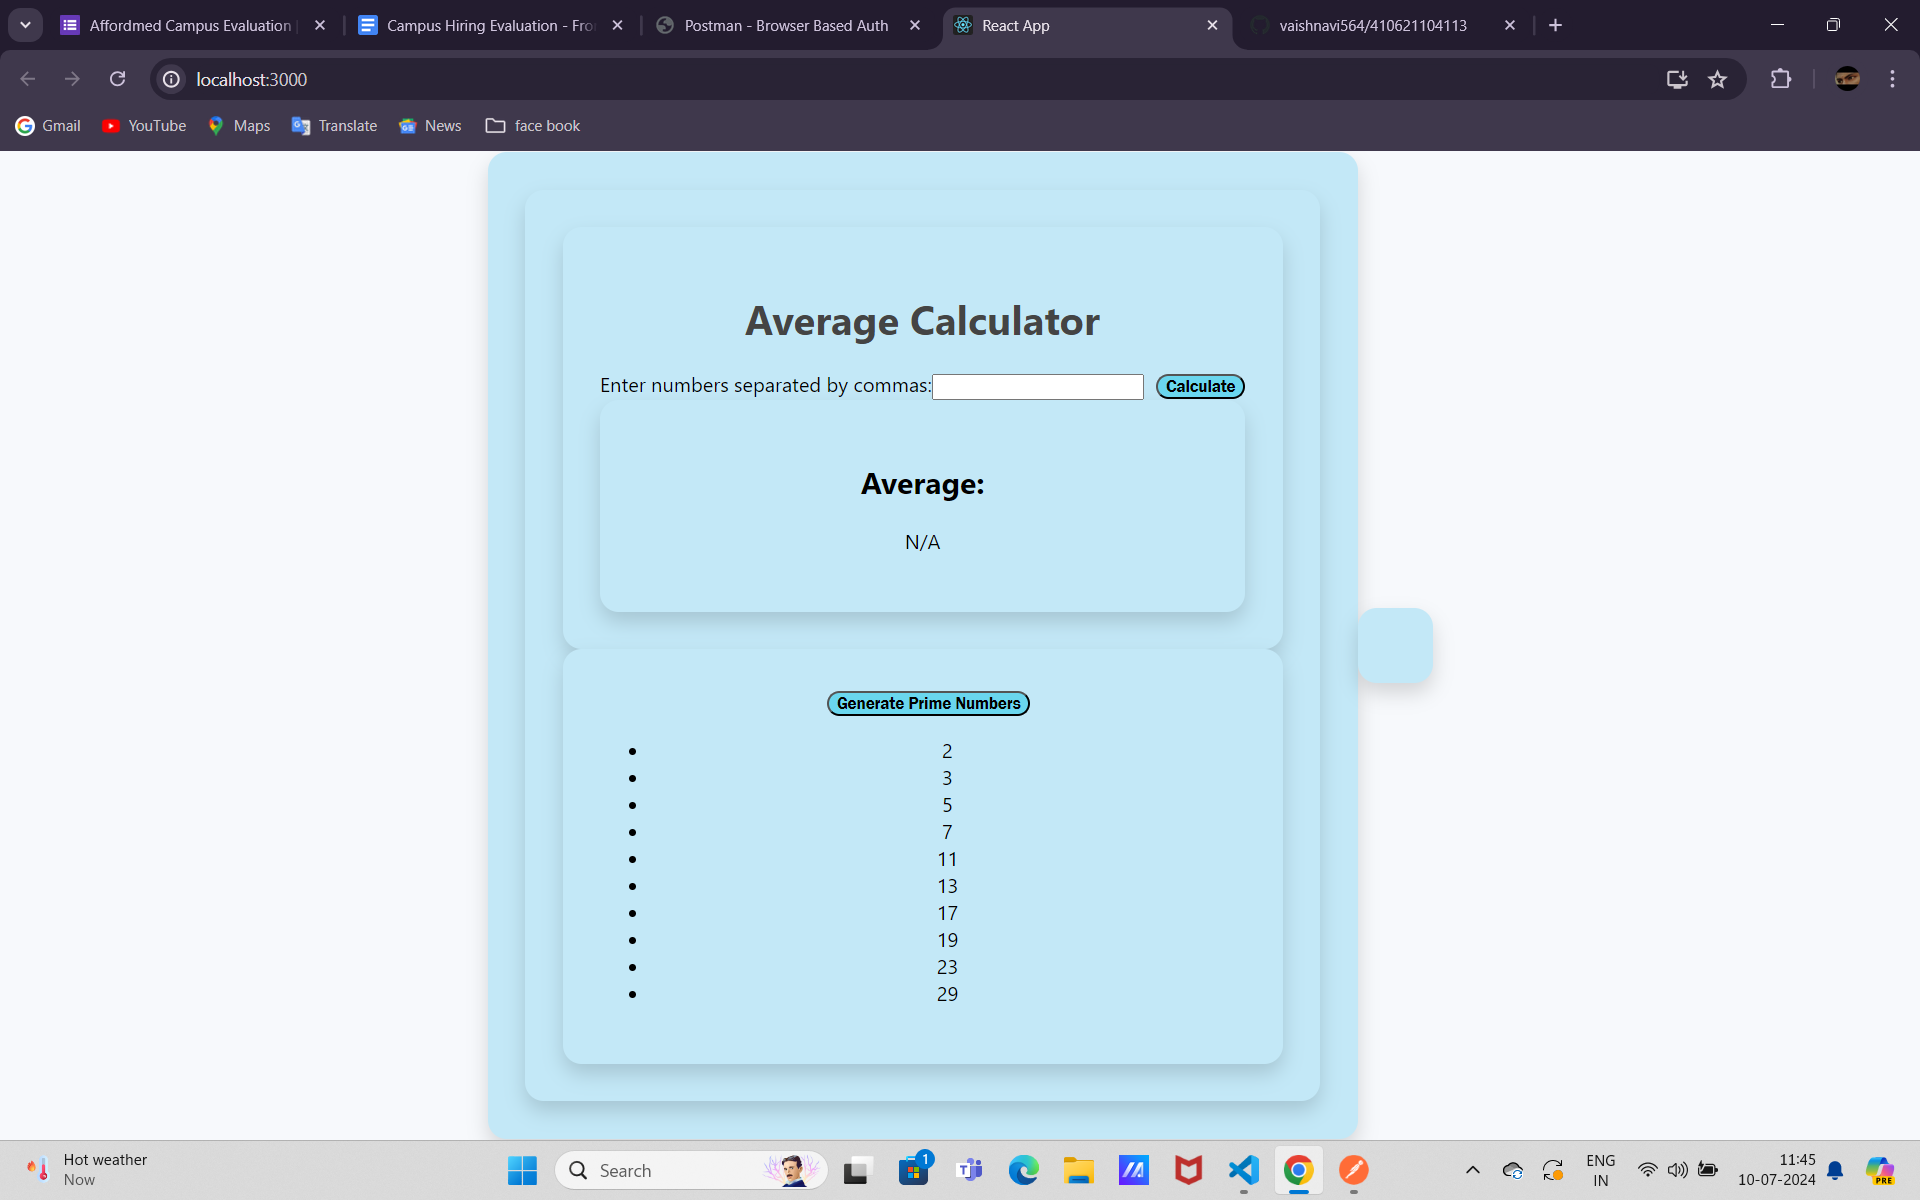 Affordmed Campus Evaluation
Campus Hiring Evaluation - Fro
Postman - Browser Based Auth
React App
vaishnavi564/410621104113
localhost:3000
Gmail
YouTube
Maps
Translate
News
face book
Average Calculator
Enter numbers separated by commas:
Calculate
Average:
N/A
Generate Prime Numbers
2
3
5
7
11
13
17
19
23
29
Hot weather
Now
Search
1
ENG
IN
11:45
10-07-2024
PRE